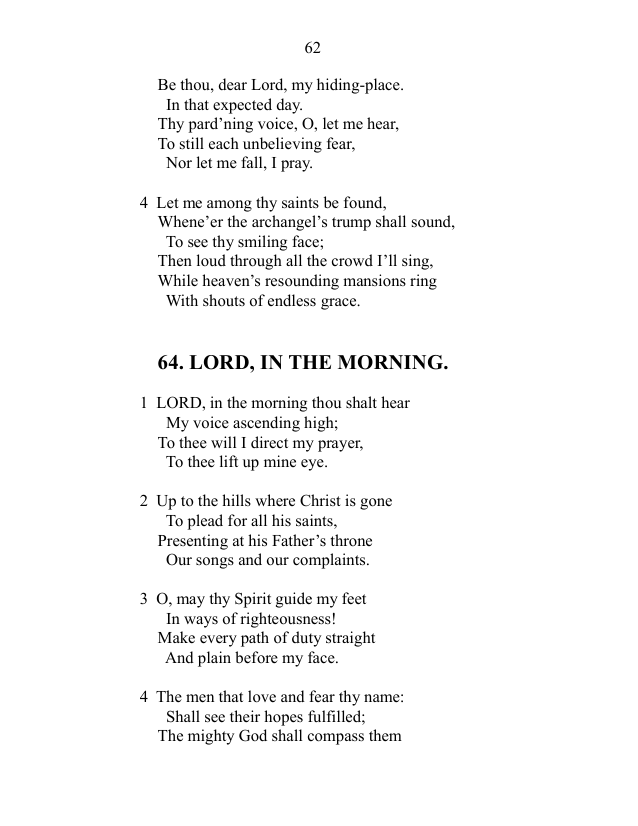 62
Be thou, dear Lord, my hiding-place.
In that expected day.
Thy pard’ning voice, O, let me hear,
To still each unbelieving fear,
Nor let me fall, I pray.
4 Let me among thy saints be found,
Whene’er the archangel’s trump shall sound,
To see thy smiling face;
Then loud through all the crowd I’ll sing,
While heaven’s resounding mansions ring
With shouts of endless grace.
64. LORD, IN THE MORNING.
1 LORD, in the morning thou shalt hear
My voice ascending high;
To thee will I direct my prayer,
To thee lift up mine eye.
2 Up to the hills where Christ is gone
To plead for all his saints,
Presenting at his Father’s throne
Our songs and our complaints.
3 O, may thy Spirit guide my feet
In ways of righteousness!
Make every path of duty straight
And plain before my face.
4 The men that love and fear thy name:
Shall see their hopes fulfilled;
The mighty God shall compass them